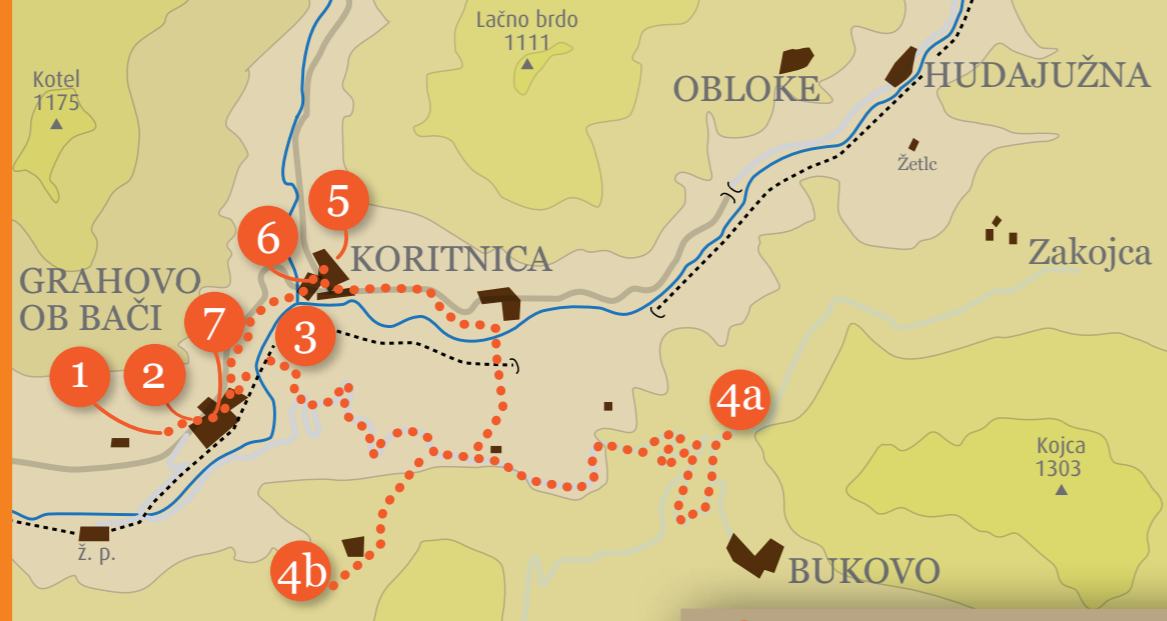 Lačno brdo
1111
Kotel
1175
OBLOKE
HUDAJUŽNA
Žetlc
5
6
KORITNICA
Zakojca
GRAHOVO
OB BAČI
7
3
1
2
4a
Kojca
1303
ž. p.
4b
BUKOVO